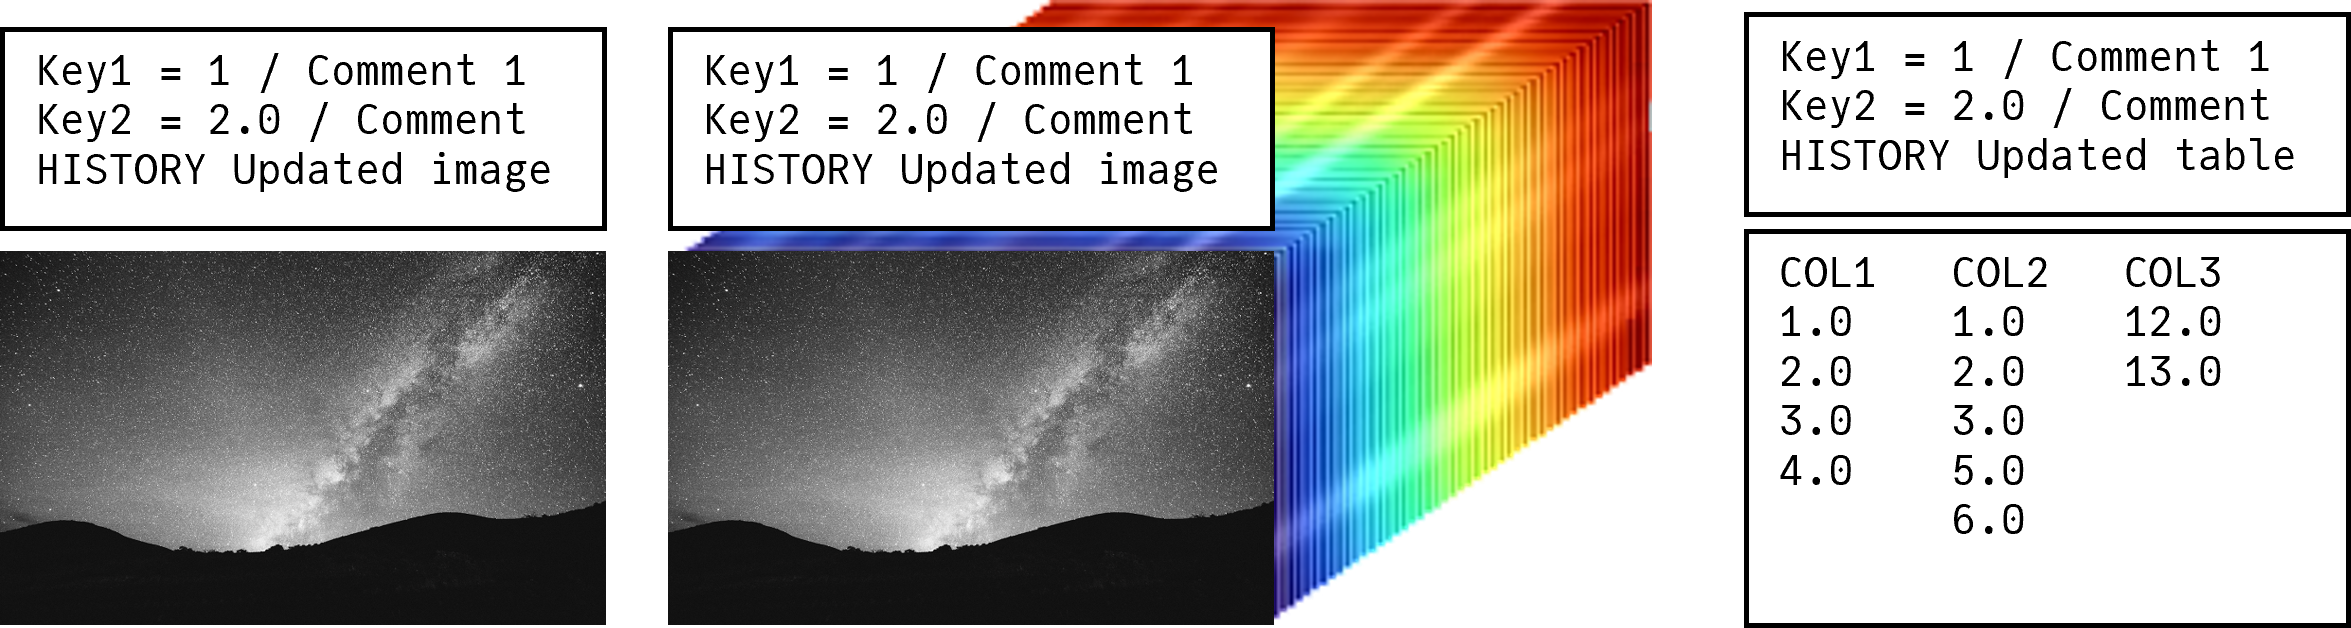 Key1 = 1 / Comment 1
Key2 = 2.0 / Comment
HISTORY Updated image
Key1 = 1 / Comment 1
Key2 = 2.0 / Comment
HISTORY Updated image
Key1 = 1 / Comment 1
Key2 = 2.0 / Comment
HISTORY Updated table
COL1 COL2 COL3
1.0 1.0 12.0
2.0 2.0 13.0
3.0 3.0
4.0 5.0
6.0